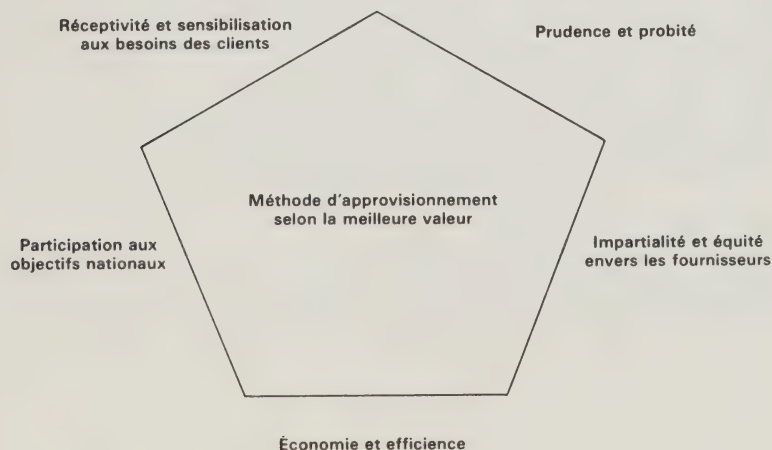 Réceptivité et sensibilisation
aux besoins des clients
Prudence et probité
Méthode d'approvisionnement
selon la meilleure valeur
Participation aux
objectifs nationaux
Impartialité et équité
envers les fournisseurs
Économie et efficience